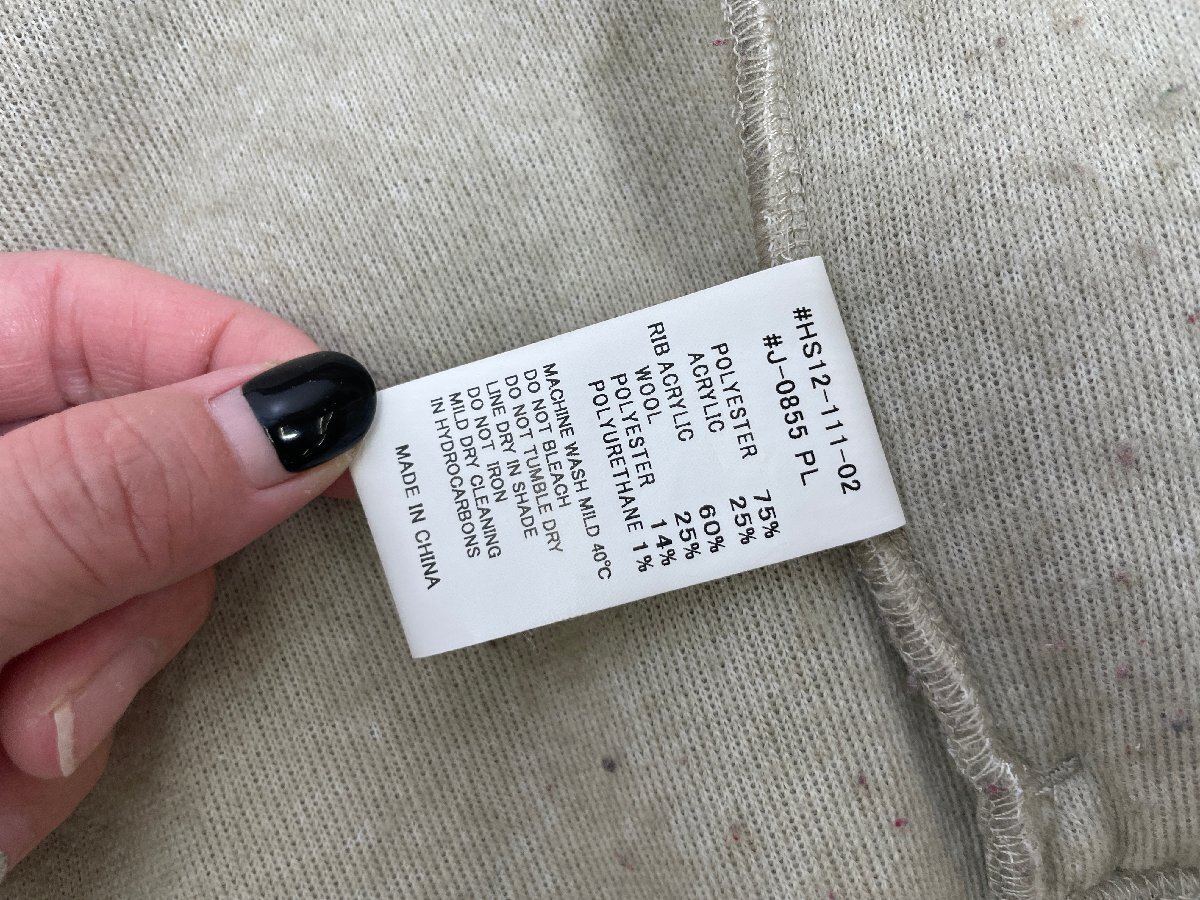 #HS12-111-02
#J-0855 PL
POLYESTER 75%
ACRYLIC 25%
RIB ACRYLIC 60%
WOOL 25%
POLYESTER 14%
POLYURETHANE 1%
MACHINE WASH MILD 40°C
DO NOT BLEACH
DO NOT TUMBLE DRY
LINE DRY IN SHADE
DO NOT IRON
MILD DRY CLEANING
IN HYDROCARBONS
MADE IN CHINA